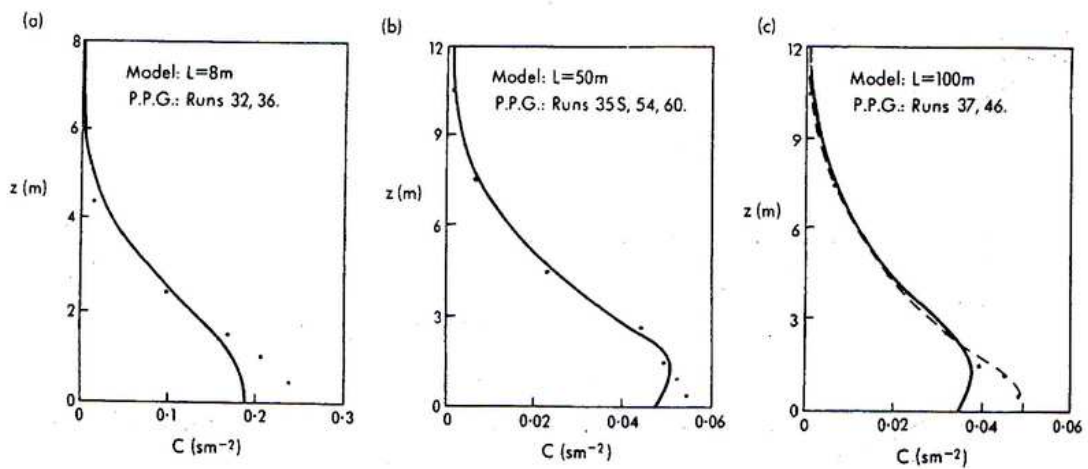 (a)
8
Model: L=8m
P.P.G.: Runs 32, 36.
6
z (m)
4
2
0
0
0·1
0·2
0·3
C (sm⁻²)
(b)
12
Model: L=50m
P.P.G.: Runs 35S, 54, 60.
9
z (m)
6
3
0
0
0·02
0·04
0·06
C (sm⁻²)
(c)
12
Model: L=100m
P.P.G.: Runs 37, 46.
9
z (m)
6
3
0
0
0·02
0·04
0·06
C (sm⁻²)